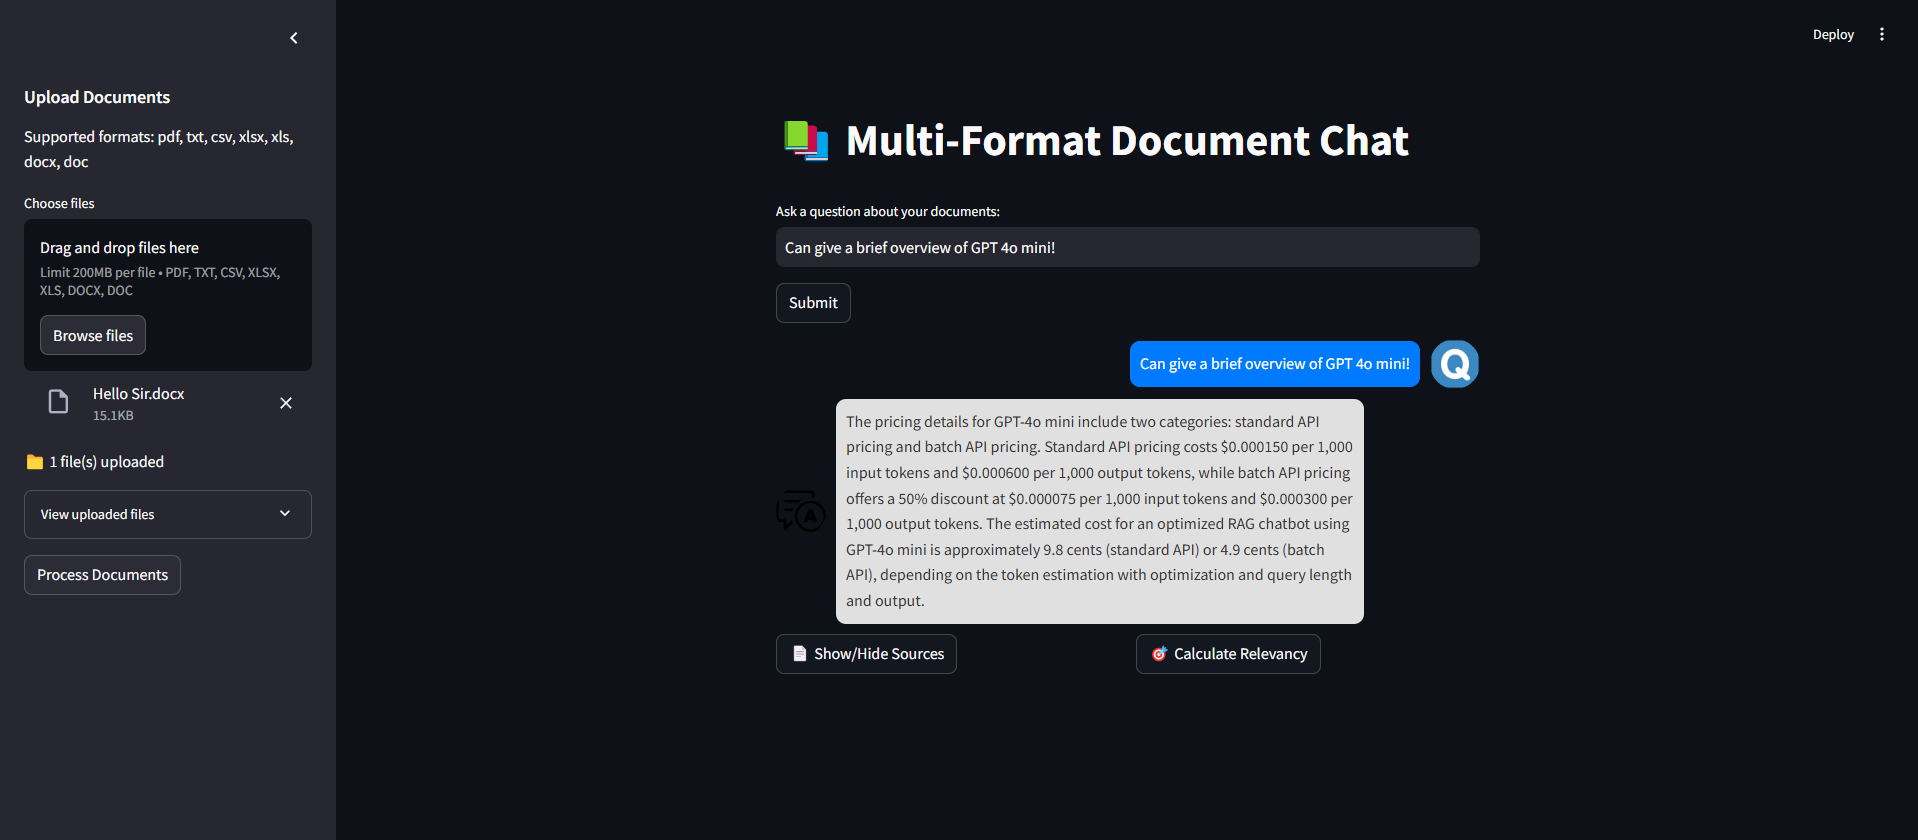 Upload Documents
Supported formats: pdf, txt, csv, xlsx, xls,
docx, doc
Choose files
Drag and drop files here
Limit 200MB per file • PDF, TXT, CSV, XLSX,
XLS, DOCX, DOC
Browse files
Hello Sir.docx
15.1KB
1 file(s) uploaded
View uploaded files
Process Documents
Deploy
Multi-Format Document Chat
Ask a question about your documents:
Can give a brief overview of GPT 4o mini!
Submit
Can give a brief overview of GPT 4o mini!
Q
The pricing details for GPT-4o mini include two categories: standard API
pricing and batch API pricing. Standard API pricing costs $0.000150 per 1,000
input tokens and $0.000600 per 1,000 output tokens, while batch API pricing
offers a 50% discount at $0.000075 per 1,000 input tokens and $0.000300 per
1,000 output tokens. The estimated cost for an optimized RAG chatbot using
GPT-4o mini is approximately 9.8 cents (standard API) or 4.9 cents (batch
API), depending on the token estimation with optimization and query length
and output.
A
Show/Hide Sources
Calculate Relevancy